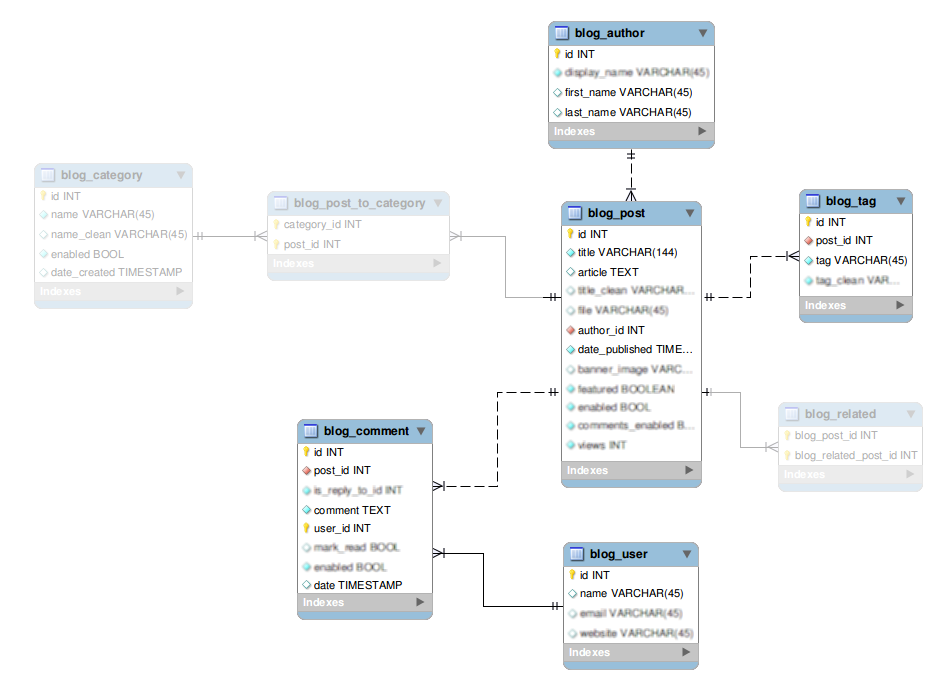 blog_author
id INT
display_name VARCHAR(45)
first_name VARCHAR(45)
last_name VARCHAR(45)
Indexes
blog_category
id INT
name VARCHAR(45)
name_clean VARCHAR(45)
enabled BOOL
date_created TIMESTAMP
Indexes
blog_post_to_category
category_id INT
post_id INT
Indexes
blog_post
id INT
title VARCHAR(144)
article TEXT
title_clean VARCHAR...
file VARCHAR(45)
author_id INT
date_published TIME...
banner_image VARC...
featured BOOLEAN
enabled BOOL
comments_enabled B...
views INT
Indexes
blog_tag
id INT
post_id INT
tag VARCHAR(45)
tag_clean VAR...
Indexes
blog_related
blog_post_id INT
blog_related_post_id INT
Indexes
blog_comment
id INT
post_id INT
is_reply_to_id INT
comment TEXT
user_id INT
mark_read BOOL
enabled BOOL
date TIMESTAMP
Indexes
blog_user
id INT
name VARCHAR(45)
email VARCHAR(45)
website VARCHAR(45)
Indexes